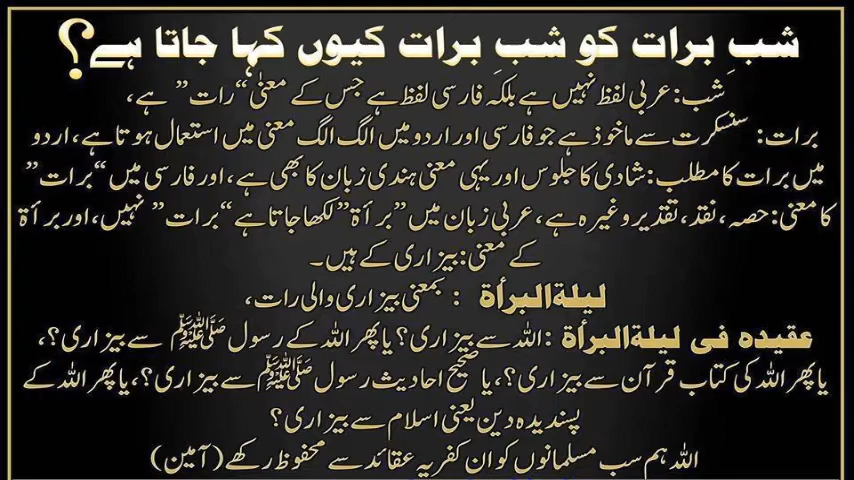 شبِ برات کو شبِ برات کیوں کہا جاتا ہے؟
شب: عربی لفظ نہیں ہے بلکہ فارسی لفظ ہے جس کے معنیٰ “رات” ہے،
برات: سنسکرت سے ماخوذ ہے جو فارسی اور اردو میں الگ الگ معنی میں استعمال ہوتا ہے، اردو
میں برات کا مطلب: شادی کا جلوس اور یہی معنی ہندی زبان کا بھی ہے، اور فارسی میں “برات”
کا معنیٰ: حصہ، نقد، تقدیر وغیرہ ہے، عربی زبان میں “برأة” لکھا جاتا ہے “برات” نہیں، اور برأة
کے معنی: بیزاری کے ہیں۔
ليلة البرأة : بمعنی بیزاری والی رات،
عقیدہ فی لیلة البرأة : اللہ سے بیزاری؟ یا پھر اللہ کے رسول ﷺ سے بیزاری؟،
یا پھر اللہ کی کتاب قرآن سے بیزاری؟، یا صحیح احادیث رسول ﷺ سے بیزاری؟، یا پھر اللہ کے
پسندیدہ دین یعنی اسلام سے بیزاری؟
اللہ ہم سب مسلمانوں کو ان کفریہ عقائد سے محفوظ رکھے (آمین)